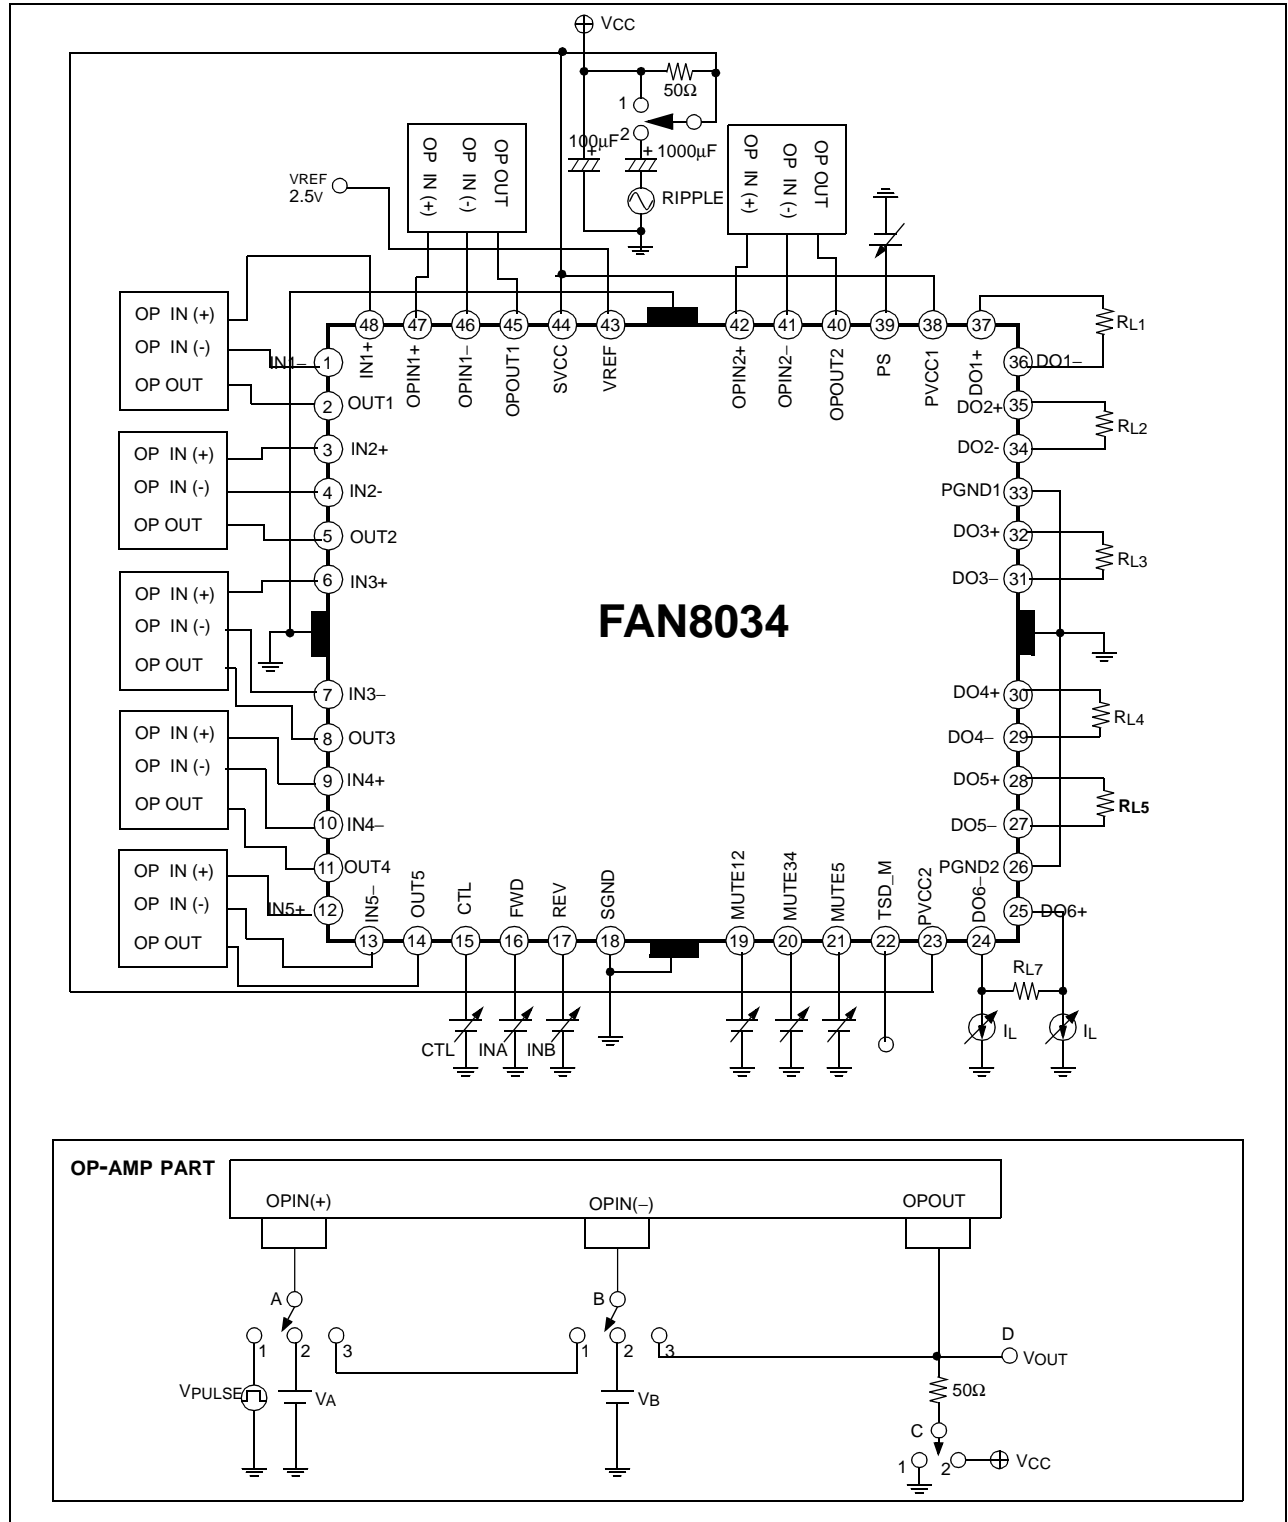 VCC
50Ω
1
2
100µF
+
+
1000µF
RIPPLE
VREF
2.5V
OP IN (+)
OP IN (-)
OP OUT
OP IN (+)
OP IN (-)
OP OUT
OP IN (+)
OP IN (-)
OP OUT
OP IN (+)
OP IN (-)
OP OUT
OP IN (+)
OP IN (-)
OP OUT
OP IN (+)
OP IN (-)
OP OUT
OP IN (+)
OP IN (-)
OP OUT
48 IN1+
47 OPIN1+
46 OPIN1−
45 OPOUT1
44 SVCC
43 VREF
42 OPIN2+
41 OPIN2−
40 OPOUT2
39 PS
38 PVCC1
37 DO1+
1 IN1−
2 OUT1
3 IN2+
4 IN2-
5 OUT2
6 IN3+
7 IN3−
8 OUT3
9 IN4+
10 IN4−
11 OUT4
12 IN5+
FAN8034
36 DO1−
RL1
DO2+ 35
RL2
DO2- 34
PGND1 33
DO3+ 32
RL3
DO3− 31
DO4+ 30
RL4
DO4− 29
DO5+ 28
RL5
DO5− 27
PGND2 26
25 DO6+
13 IN5−
14 OUT5
15 CTL
16 FWD
17 REV
18 SGND
19 MUTE12
20 MUTE34
21 MUTE5
22 TSD_M
23 PVCC2
24 DO6−
RL7
CTL
INA
INB
IL
IL
OP-AMP PART
OPIN(+)
OPIN(−)
OPOUT
A
B
1
2
3
1
2
3
D
VOUT
VPULSE
VA
VB
50Ω
C
1
2
VCC